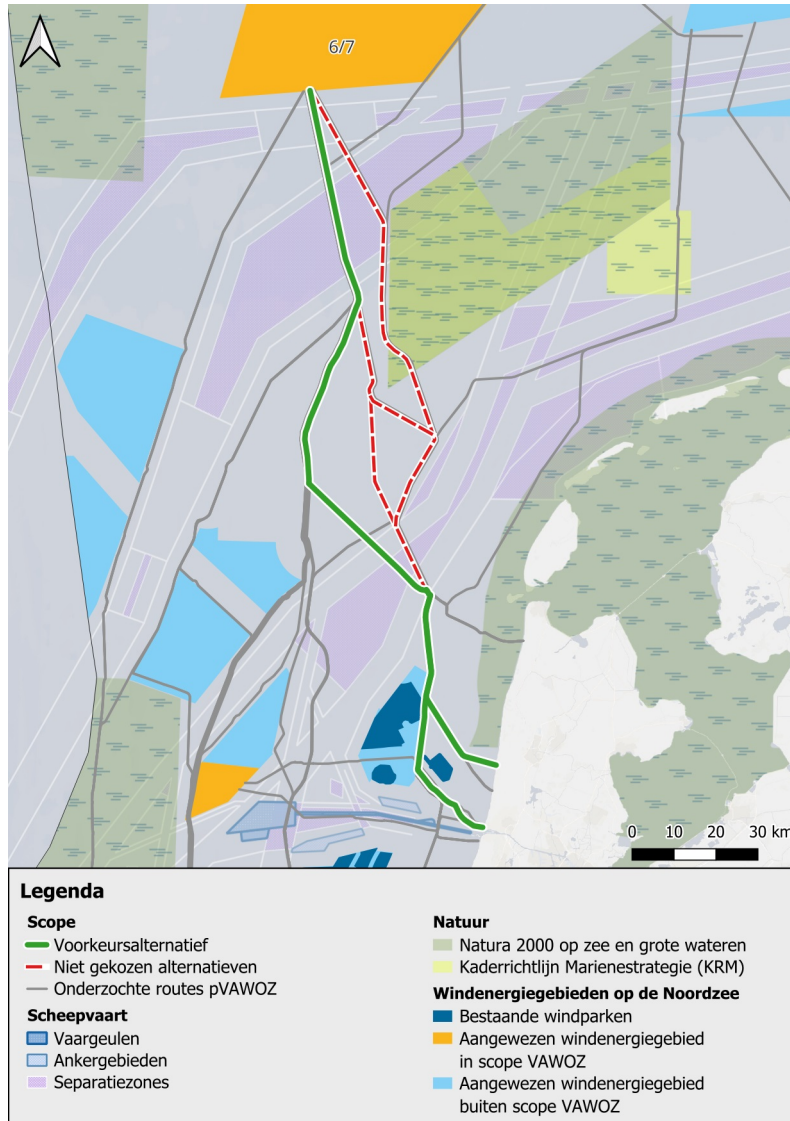 6/7
0 10 20 30 km
Legenda
Scope
Voorkeursalternatief
Niet gekozen alternatieven
Onderzochte routes pVAWOZ
Scheepvaart
Vaargeulen
Ankergebieden
Separatiezones
Natuur
Natura 2000 op zee en grote wateren
Kaderrichtlijn Marienestrategie (KRM)
Windenergiegebieden op de Noordzee
Bestaande windparken
Aangewezen windenergiegebied
in scope VAWOZ
Aangewezen windenergiegebied
buiten scope VAWOZ